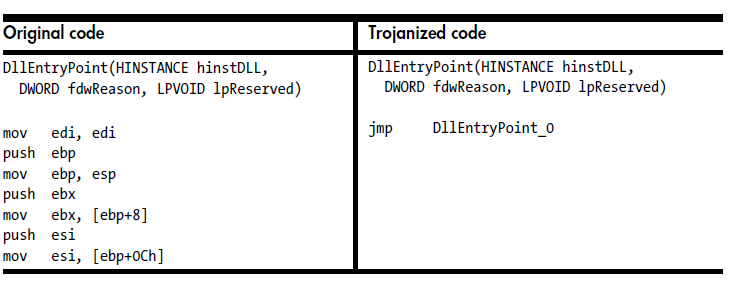 Original code
DllEntryPoint(HINSTANCE hinstDLL,
DWORD fdwReason, LPVOID lpReserved)
mov edi, edi
push ebp
mov ebp, esp
push ebx
mov ebx, [ebp+8]
push esi
mov esi, [ebp+0Ch]
Trojanized code
DllEntryPoint(HINSTANCE hinstDLL,
DWORD fdwReason, LPVOID lpReserved)
jmp DllEntryPoint_0